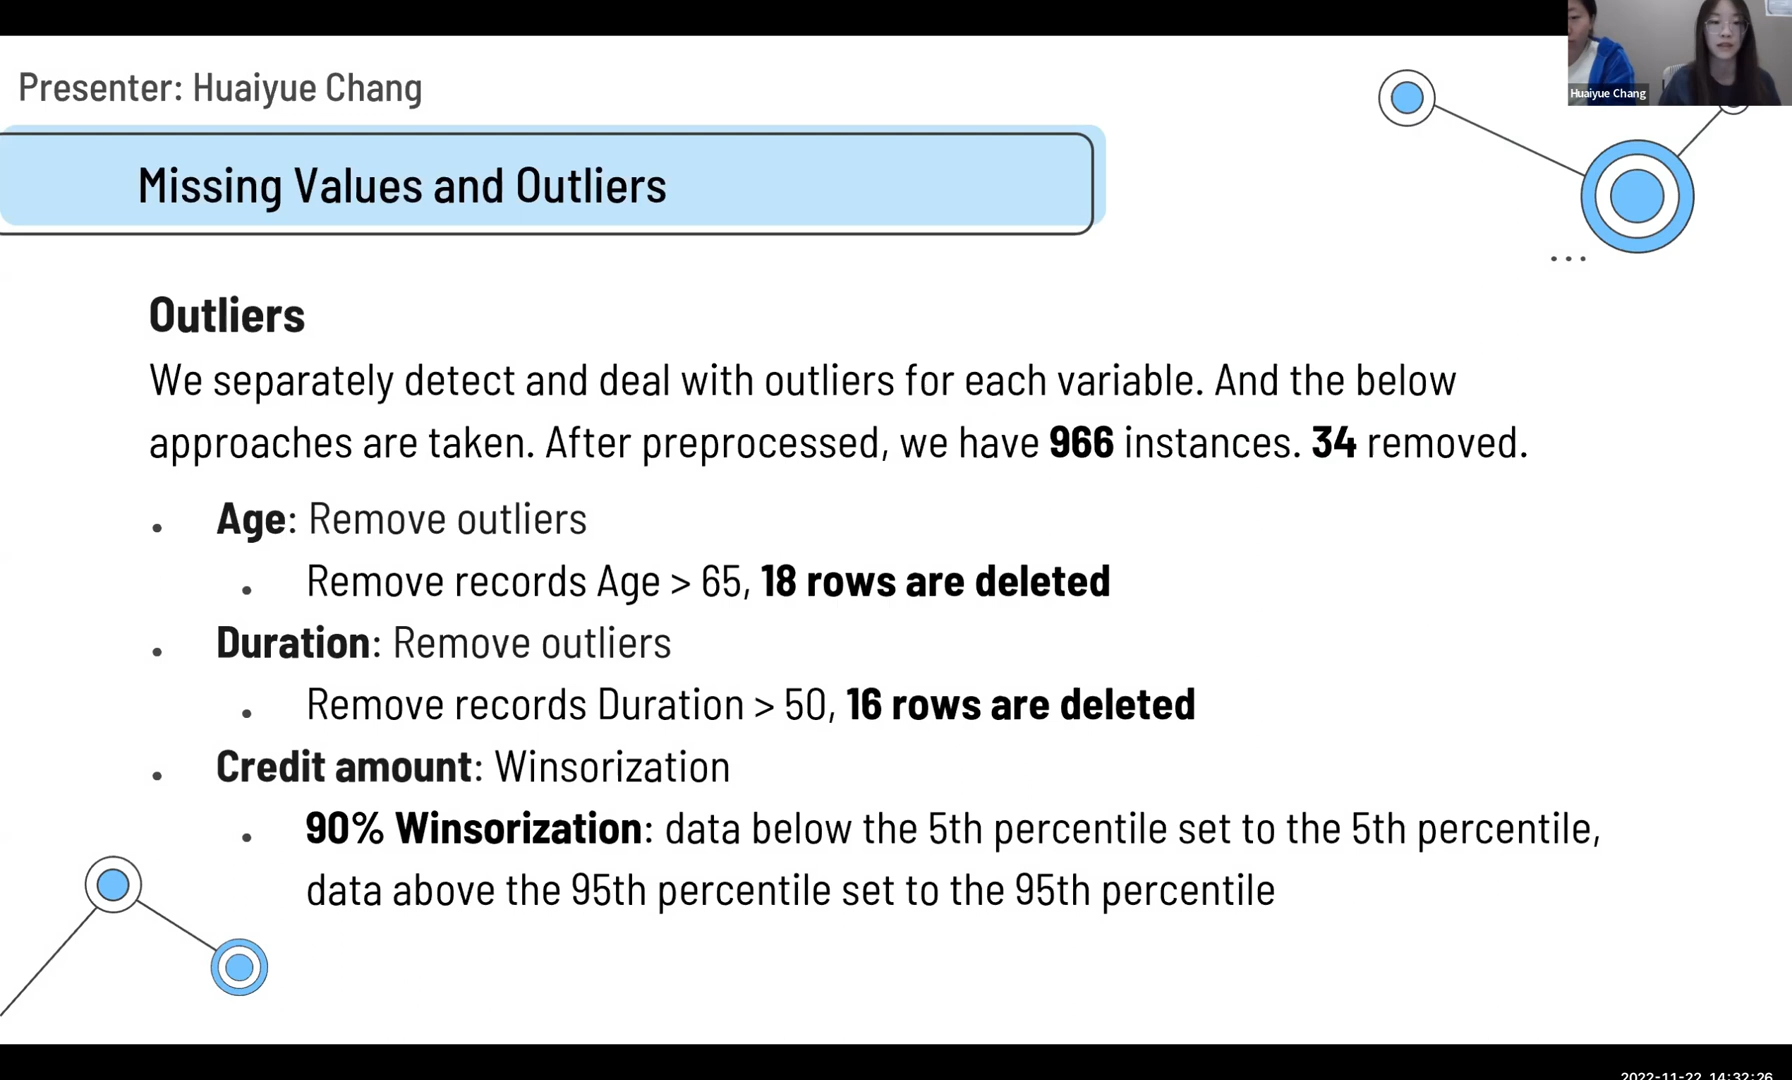 Presenter: Huaiyue Chang
Huaiyue Chang
Missing Values and Outliers
Outliers
We separately detect and deal with outliers for each variable. And the below
approaches are taken. After preprocessed, we have 966 instances. 34 removed.
Age: Remove outliers
Remove records Age > 65, 18 rows are deleted
Duration: Remove outliers
Remove records Duration > 50, 16 rows are deleted
Credit amount: Winsorization
90% Winsorization: data below the 5th percentile set to the 5th percentile,
data above the 95th percentile set to the 95th percentile
2022-11-22 14:32:26